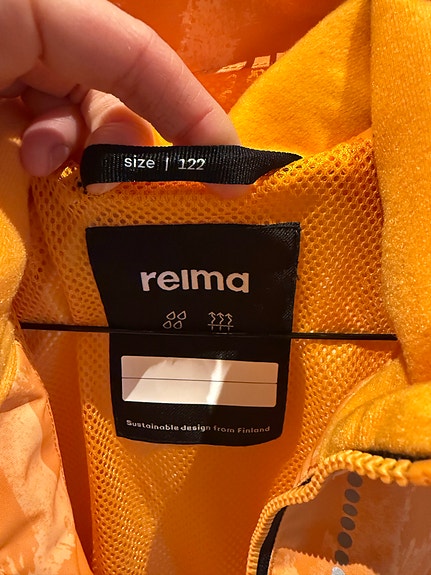 size | 122
reima
Sustainable design from Finland